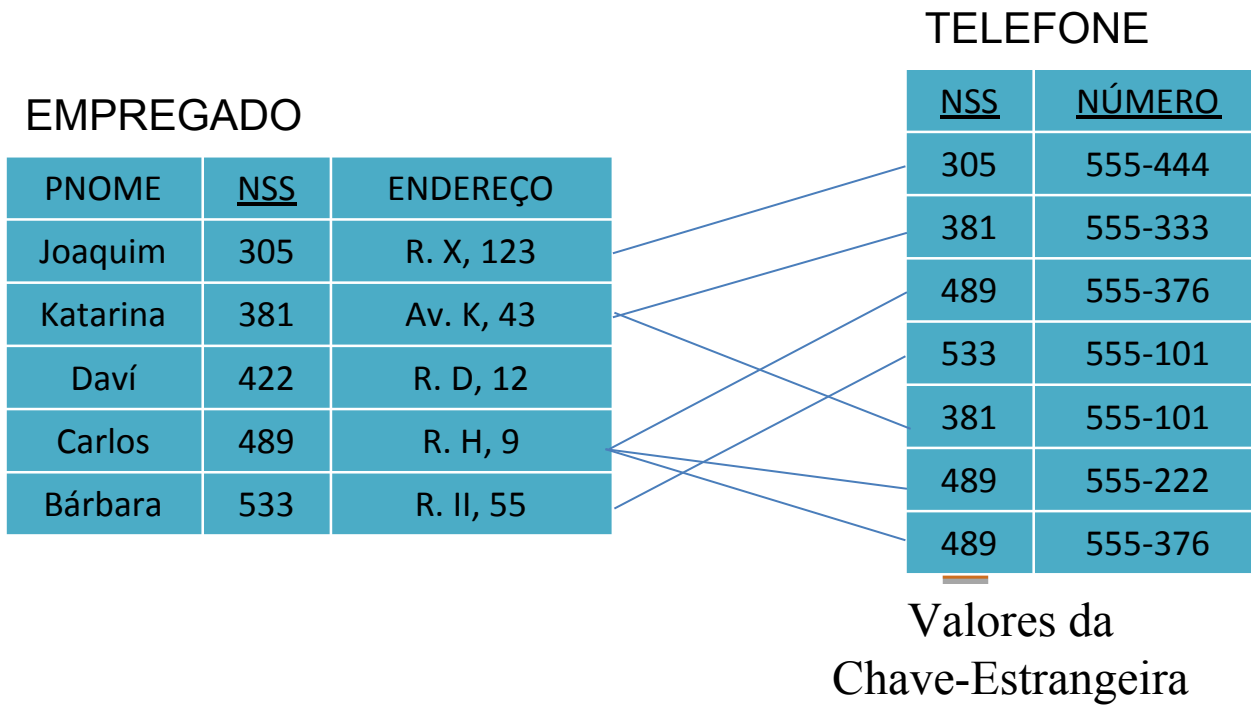 EMPREGADO
PNOME NSS ENDEREÇO
Joaquim 305 R. X, 123
Katarina 381 Av. K, 43
Daví 422 R. D, 12
Carlos 489 R. H, 9
Bárbara 533 R. II, 55
TELEFONE
NSS NÚMERO
305 555-444
381 555-333
489 555-376
533 555-101
381 555-101
489 555-222
489 555-376
Valores da
Chave-Estrangeira